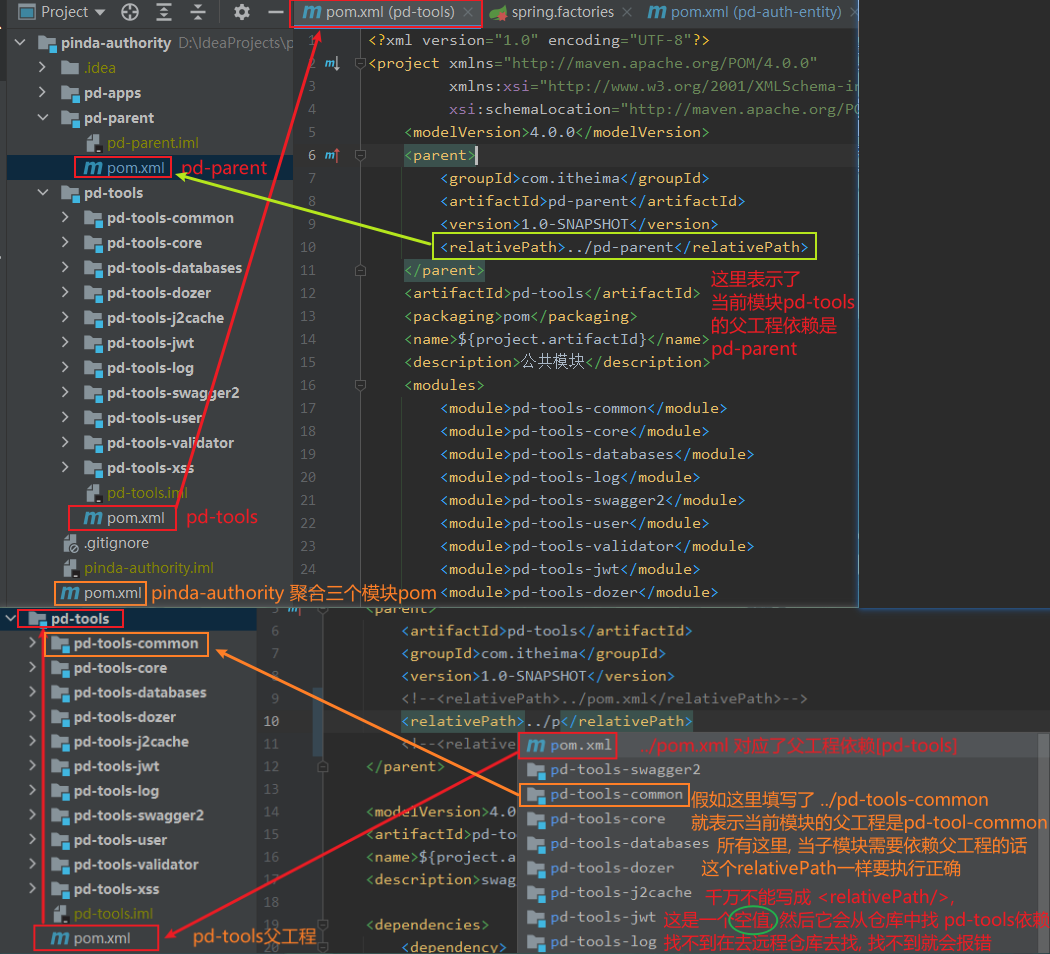 Project
pom.xml (pd-tools)
spring.factories
pom.xml (pd-auth-entity)
pinda-authority D:\IdeaProjects\p
.idea
pd-apps
pd-parent
pd-parent.iml
pom.xml pd-parent
pd-tools
pd-tools-common
pd-tools-core
pd-tools-databases
pd-tools-dozer
pd-tools-j2cache
pd-tools-jwt
pd-tools-log
pd-tools-swagger2
pd-tools-user
pd-tools-validator
pd-tools-xss
pd-tools.iml
pom.xml pd-tools
.gitignore
pinda-authority.iml
pom.xml pinda-authority 聚合三个模块pom
1 <?xml version="1.0" encoding="UTF-8"?>
2 <project xmlns="http://maven.apache.org/POM/4.0.0"
3 xmlns:xsi="http://www.w3.org/2001/XMLSchema-in
4 xsi:schemaLocation="http://maven.apache.org/PO
5 <modelVersion>4.0.0</modelVersion>
6 <parent>
7 <groupId>com.itheima</groupId>
8 <artifactId>pd-parent</artifactId>
9 <version>1.0-SNAPSHOT</version>
10 <relativePath>../pd-parent</relativePath>
11 </parent>
12 <artifactId>pd-tools</artifactId>
13 <packaging>pom</packaging>
14 <name>${project.artifactId}</name>
15 <description>公共模块</description>
16 <modules>
17 <module>pd-tools-common</module>
18 <module>pd-tools-core</module>
19 <module>pd-tools-databases</module>
20 <module>pd-tools-log</module>
21 <module>pd-tools-swagger2</module>
22 <module>pd-tools-user</module>
23 <module>pd-tools-validator</module>
24 <module>pd-tools-jwt</module>
<module>pd-tools-dozer</module>
这里表示了
当前模块pd-tools
的父工程依赖是
pd-parent
pd-tools
pd-tools-common
pd-tools-core
pd-tools-databases
pd-tools-dozer
pd-tools-j2cache
pd-tools-jwt
pd-tools-log
pd-tools-swagger2
pd-tools-user
pd-tools-validator
pd-tools-xss
pd-tools.iml
pom.xml pd-tools父工程
5 <parent>
6 <artifactId>pd-tools</artifactId>
7 <groupId>com.itheima</groupId>
8 <version>1.0-SNAPSHOT</version>
9 <!--<relativePath>../pom.xml</relativePath>-->
10 <relativePath>../p</relativePath>
11 <!--<relative
12 </parent>
13
14 <modelVersion>4.0
15 <artifactId>pd-to
16 <name>${project.a
17 <description>swag
18
19 <dependencies>
20 <dependency>
pom.xml ../pom.xml 对应了父工程依赖[pd-tools]
pd-tools-swagger2
pd-tools-common 假如这里填写了 ../pd-tools-common
pd-tools-core 就表示当前模块的父工程是pd-tool-common
pd-tools-databases 所有这里, 当子模块需要依赖父工程的话
pd-tools-dozer 这个relativePath一样要执行正确
pd-tools-j2cache 千万不能写成 <relativePath/>,
pd-tools-jwt 这是一个空值 然后它会从仓库中找 pd-tools依赖
pd-tools-log 找不到在去远程仓库去找, 找不到就会报错